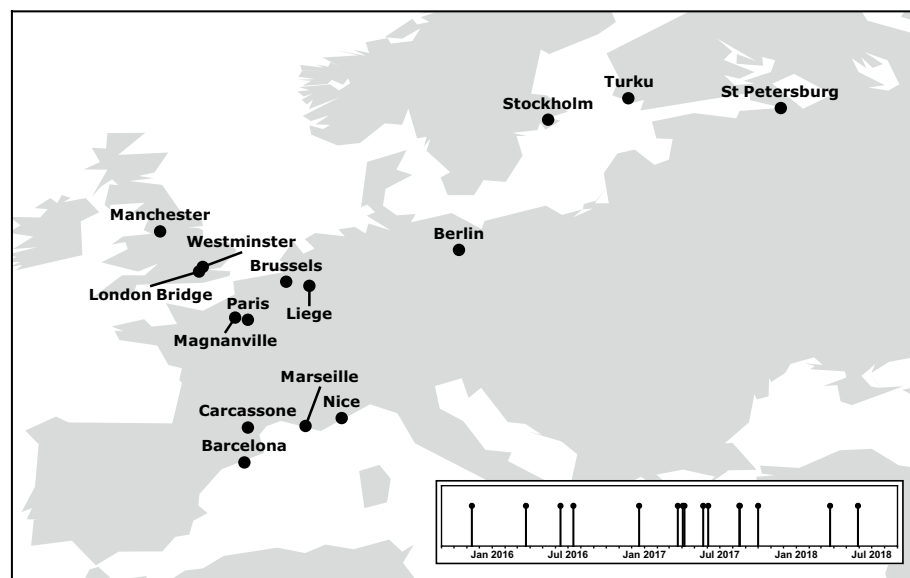 Turku
St Petersburg
Stockholm
Manchester
Westminster
Berlin
Brussels
London Bridge
Paris
Liege
Magnanville
Marseille
Nice
Carcassone
Barcelona
Jan 2016 Jul 2016 Jan 2017 Jul 2017 Jan 2018 Jul 2018